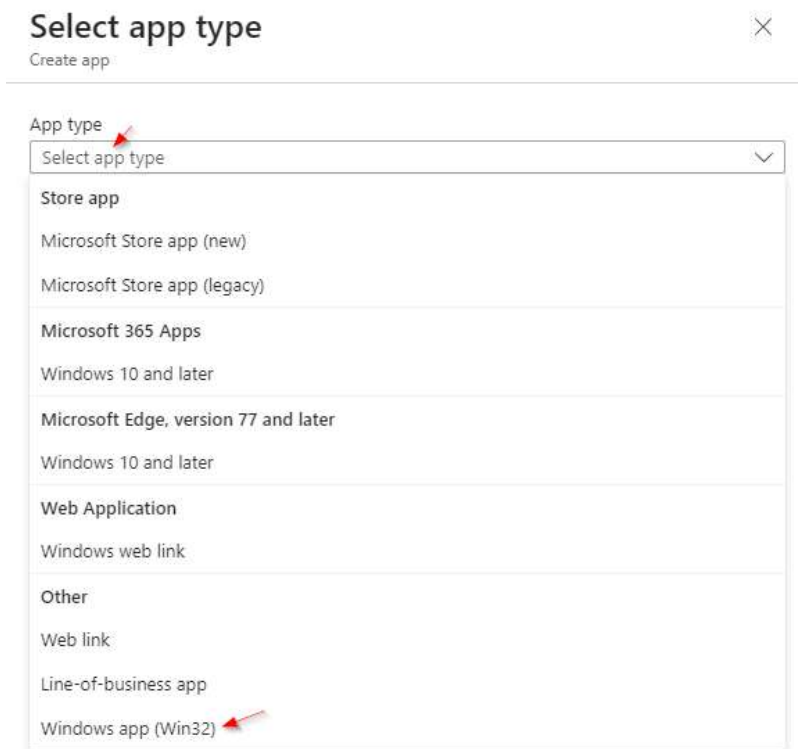 Select app type
Create app
App type
Select app type
Store app
Microsoft Store app (new)
Microsoft Store app (legacy)
Microsoft 365 Apps
Windows 10 and later
Microsoft Edge, version 77 and later
Windows 10 and later
Web Application
Windows web link
Other
Web link
Line-of-business app
Windows app (Win32)